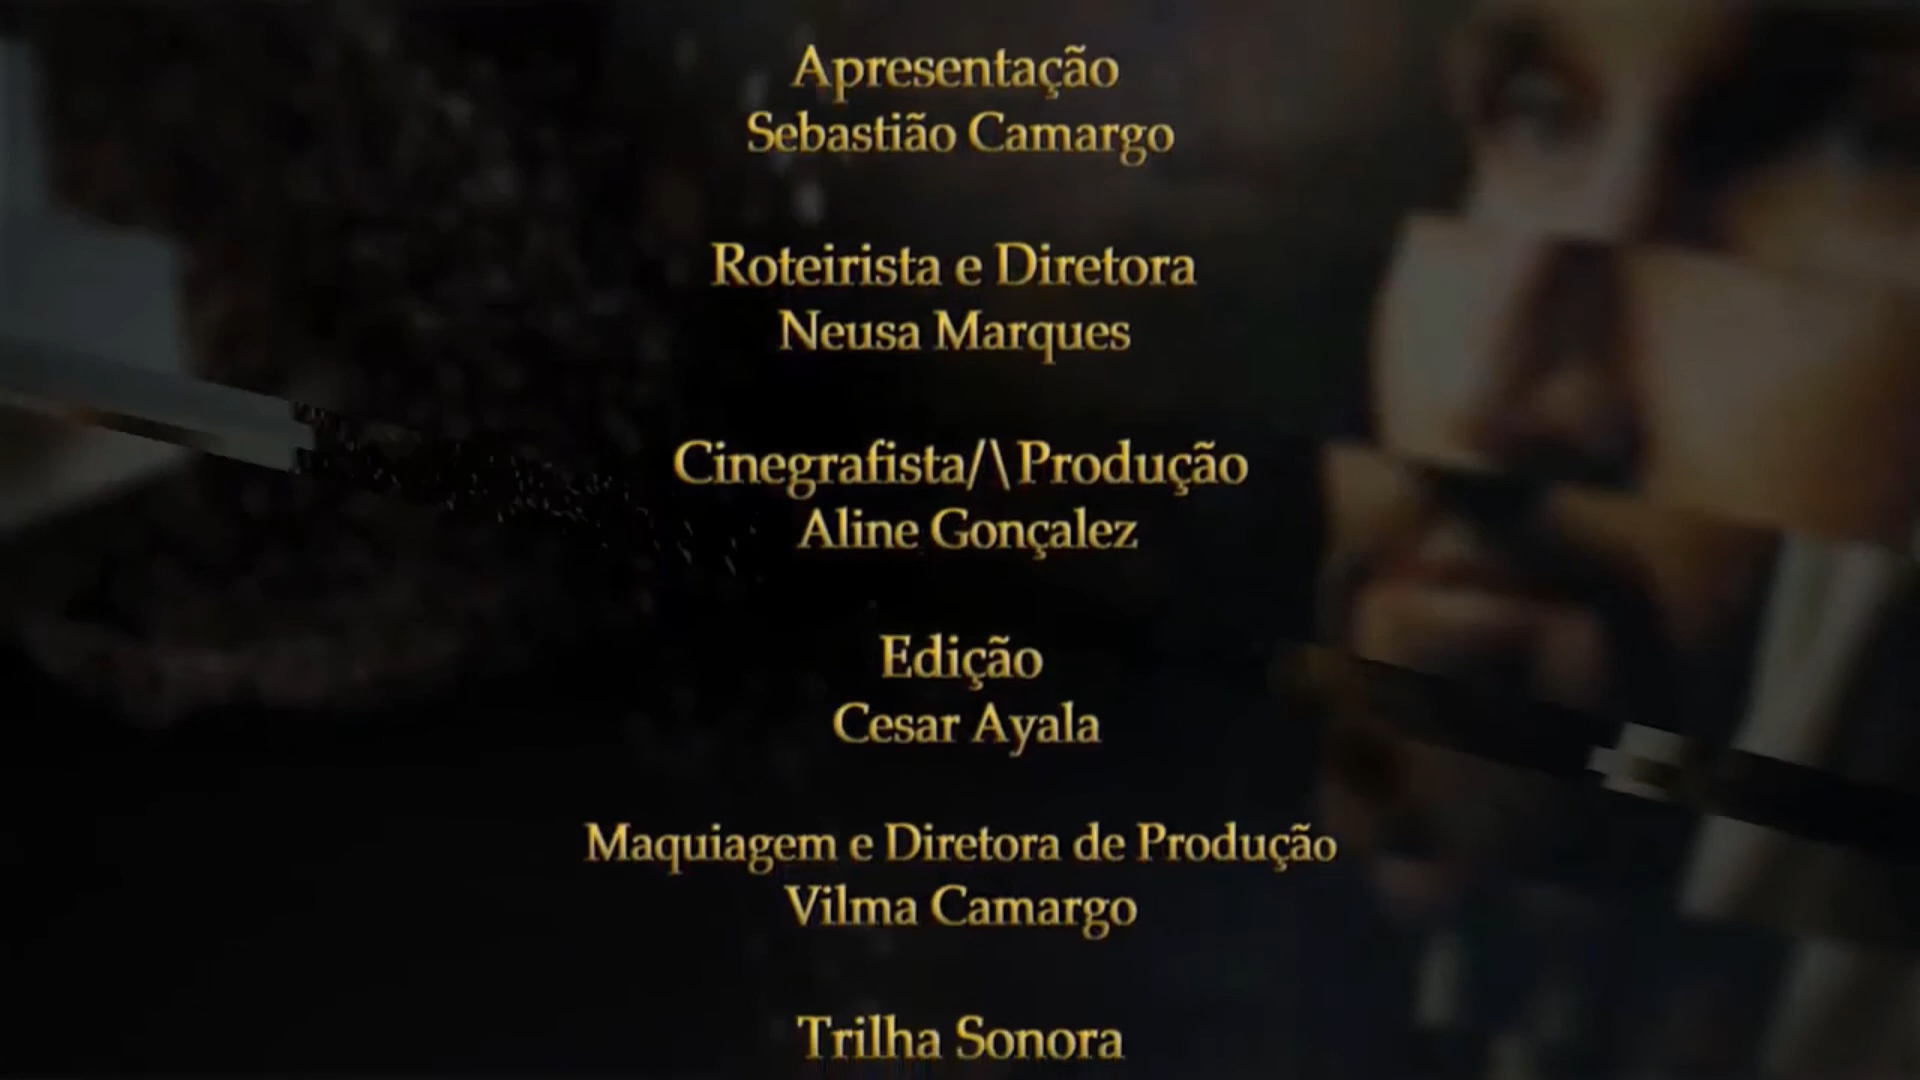 Apresentação
Sebastião Camargo
Roteirista e Diretora
Neusa Marques
Cinegrafista/\Produção
Aline Gonçalez
Edição
Cesar Ayala
Maquiagem e Diretora de Produção
Vilma Camargo
Trilha Sonora